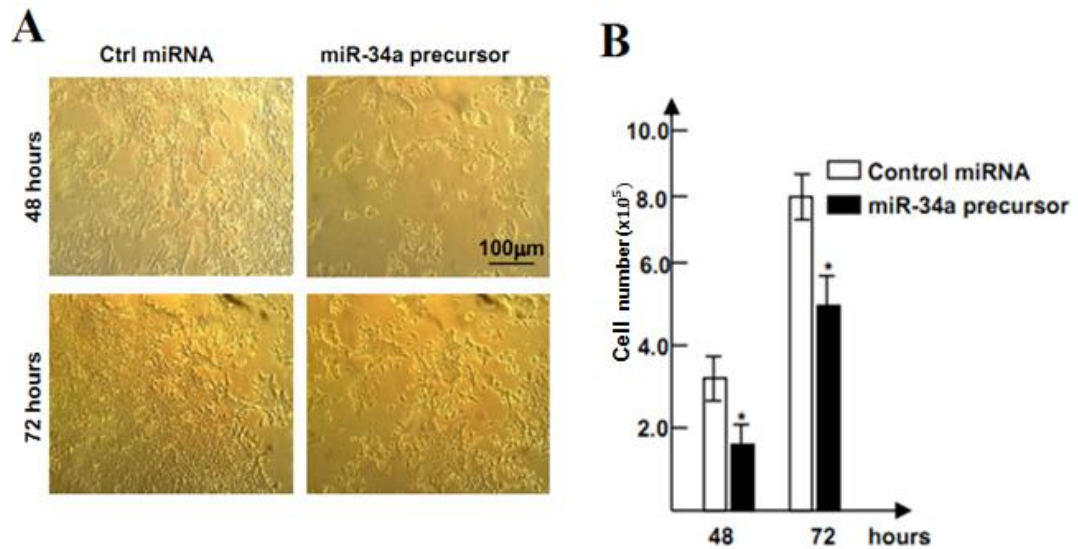 A
Ctrl miRNA
miR-34a precursor
48 hours
100μm
72 hours
B
Cell number (x10⁵)
10.0
8.0
6.0
4.0
2.0
Control miRNA
miR-34a precursor
*
*
48
72
hours